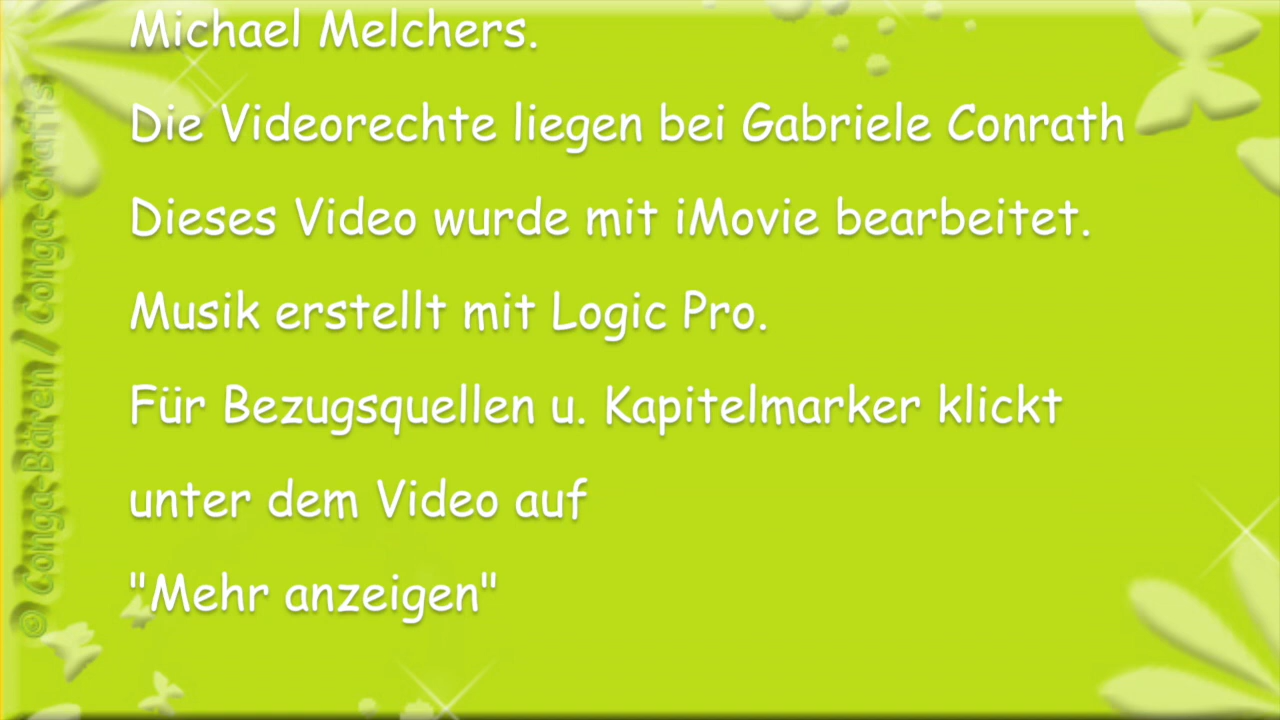 Michael Melchers.
Die Videorechte liegen bei Gabriele Conrath
Dieses Video wurde mit iMovie bearbeitet.
Musik erstellt mit Logic Pro.
Für Bezugsquellen u. Kapitelmarker klickt
unter dem Video auf
"Mehr anzeigen"
© Conga-Bären / Conga-Crafts